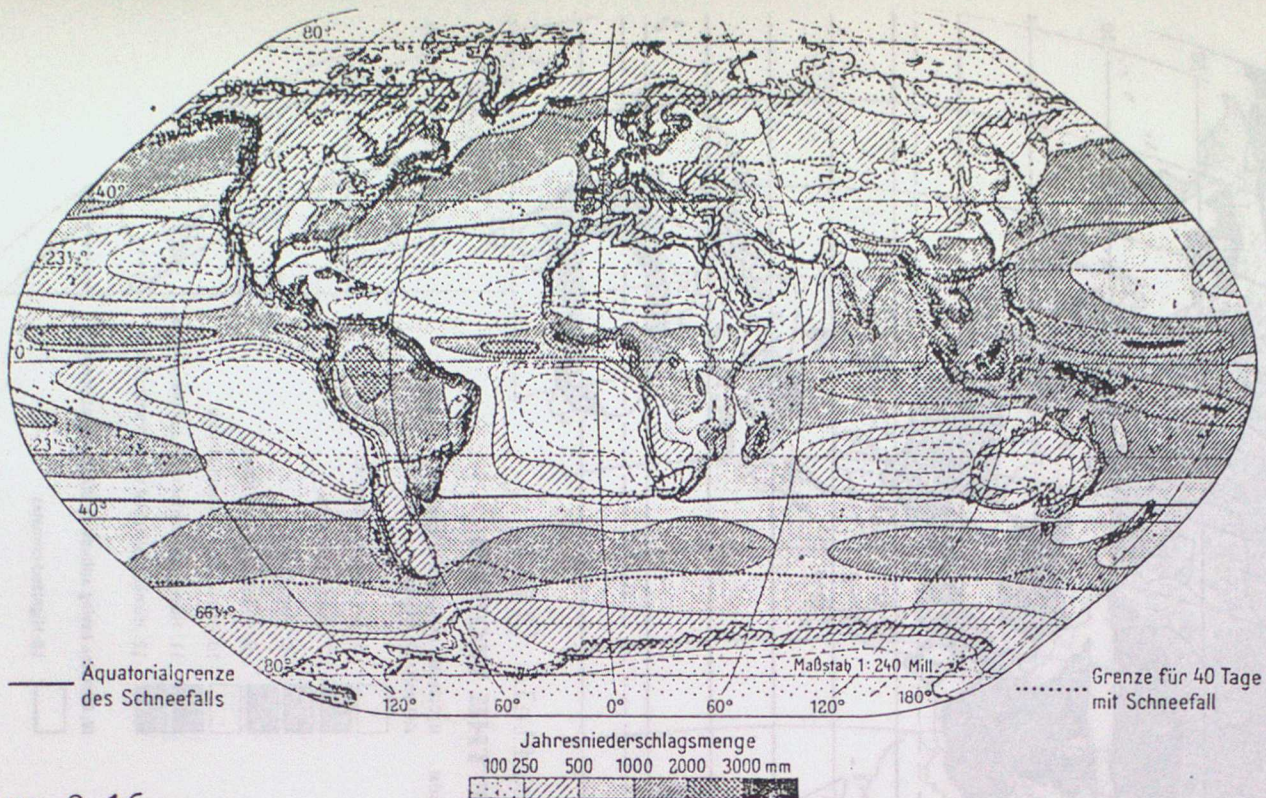 80°
40°
23½°
0
23½°
40°
66½°
80°
Maßstab 1:240 Mill.
120° 60° 0° 60° 120° 180°
Äquatorialgrenze
des Schneefalls
Grenze für 40 Tage
mit Schneefall
Jahresniederschlagsmenge
100 250 500 1000 2000 3000 mm